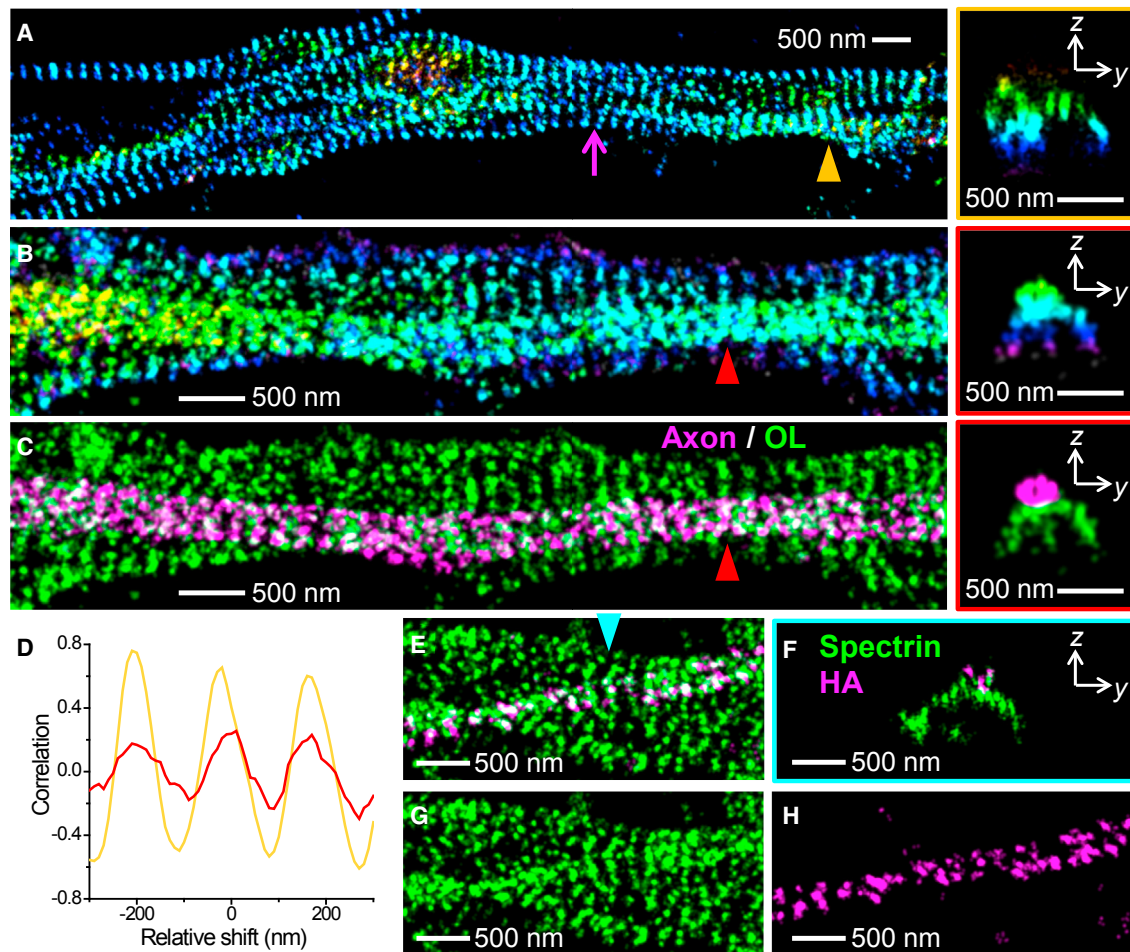 A
500 nm
z
y
500 nm
B
500 nm
z
y
500 nm
C
Axon / OL
500 nm
z
y
500 nm
D
0.8
0.4
0.0
-0.4
-0.8
Correlation
-200
0
200
Relative shift (nm)
E
500 nm
F
Spectrin
HA
z
y
500 nm
G
500 nm
H
500 nm